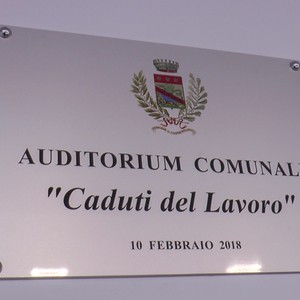 AUDITORIUM COMUNAL
"Caduti del Lavoro"
10 FEBBRAIO 2018